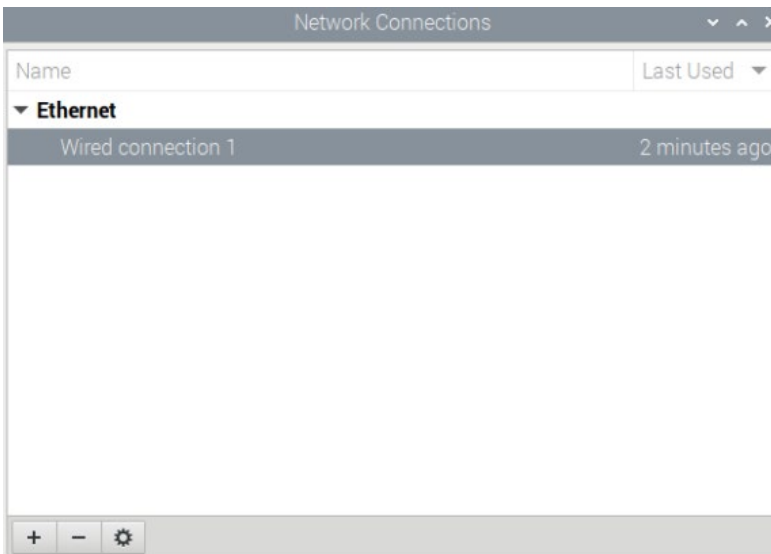 Network Connections
Name Last Used
Ethernet
Wired connection 1 2 minutes ago